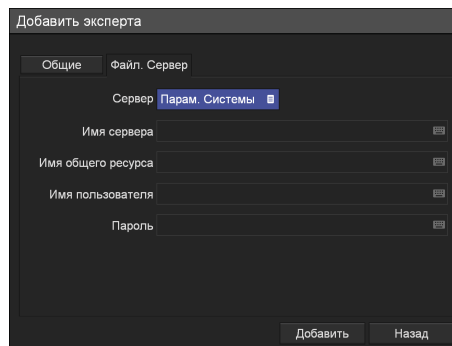 Добавить эксперта
Общие Файл. Сервер
Сервер Парам. Системы
Имя сервера
Имя общего ресурса
Имя пользователя
Пароль
Добавить Назад